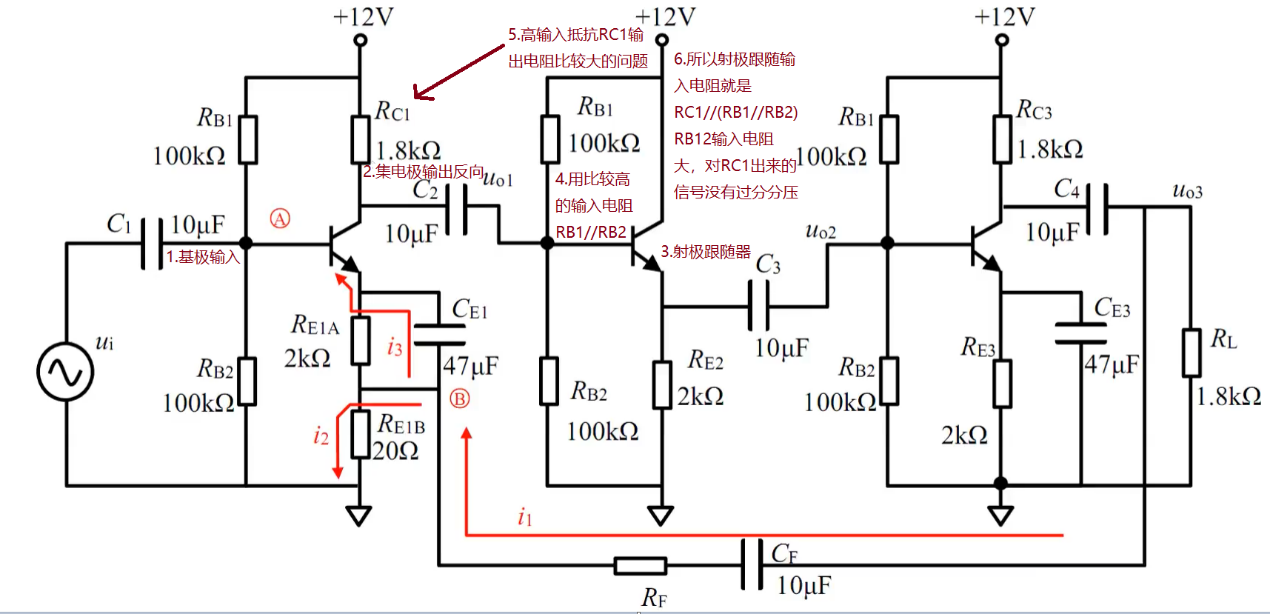 +12V
+12V
+12V
5.高输入抵抗RC1输
出电阻比较大的问题
6.所以射极跟随输
入电阻就是
RC1//(RB1//RB2)
RB12输入电阻
大，对RC1出来的
信号没有过分分压
RB1
100kΩ
RC1
1.8kΩ
RB1
100kΩ
RB1
100kΩ
RC3
1.8kΩ
2.集电极输出反向
C2
uo1
10μF
4.用比较高
的输入电阻
RB1//RB2
C4
uo3
10μF
C1
10μF
A
1.基极输入
3.射极跟随器
uo2
C3
10μF
ui
RE1A
2kΩ
CE1
47μF
i3
RB2
100kΩ
B
RE1B
20Ω
i2
RB2
100kΩ
RE2
2kΩ
RB2
100kΩ
RE3
2kΩ
CE3
47μF
RL
1.8kΩ
i1
RF
CF
10μF